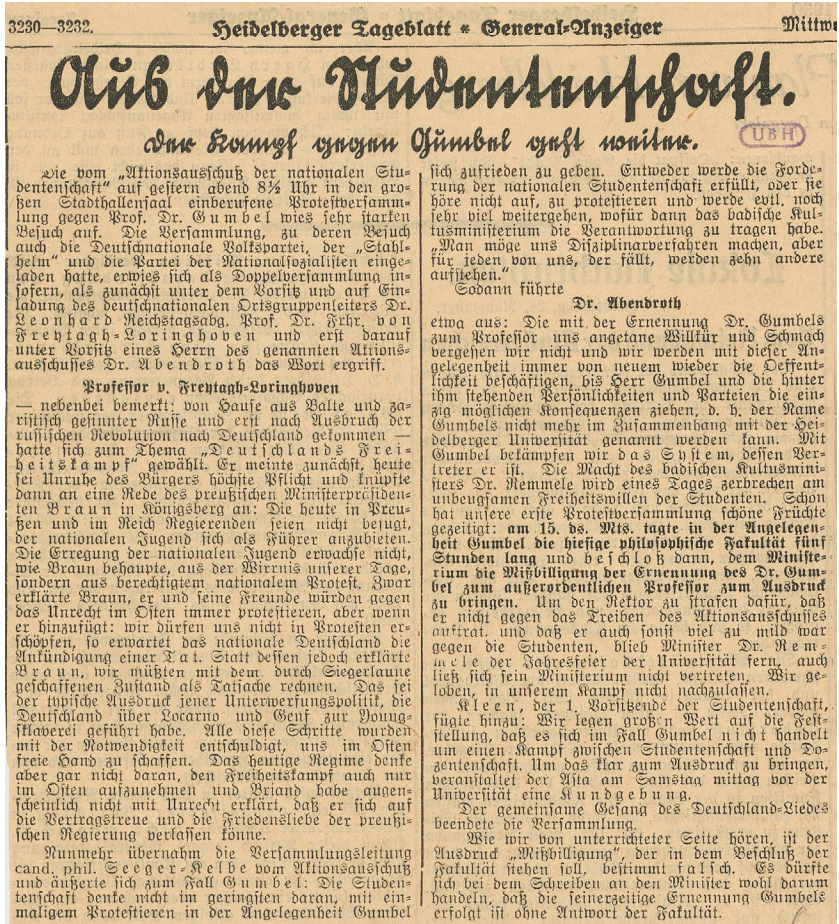 3230—3232.
Heidelberger Tageblatt * General-Anzeiger
Mittwo
Aus der Studentenschaft.
Der Kampf gegen Gumbel geht weiter.
UBH
Die vom „Aktionsausschuß der nationalen Stu-
dentenschaft“ auf gestern abend 8½ Uhr in den gro-
ßen Stadthallensaal einberufene Protestversamm-
lung gegen Prof. Dr. Gumbel wies sehr starken
Besuch auf. Die Versammlung, zu deren Besuch
auch die Deutschnationale Volkspartei, der „Stahl-
helm“ und die Partei der Nationalsozialisten einge-
laden hatte, erwies sich als Doppelversammlung in-
sofern, als zunächst unter dem Vorsitz und auf Ein-
ladung des deutschnationalen Ortsgruppenleiters Dr.
Leonhard Reichstagsabg. Prof. Dr. Frhr. von
Freytagh-Loringhoven und erst darauf
unter Vorsitz eines Herrn des genannten Aktions-
ausschusses Dr. Abendroth das Wort ergriff.
Professor v. Freytagh-Loringhoven
— nebenbei bemerkt: von Hause aus Balte und za-
ristisch gesinnter Russe und erst nach Ausbruch der
russischen Revolution nach Deutschland gekommen —
hatte sich zum Thema „Deutschlands Frei-
heitskampf“ gewählt. Er meinte zunächst, heute
sei Unruhe des Bürgers höchste Pflicht und knüpfte
dann an eine Rede des preußischen Ministerpräsiden-
ten Braun in Königsberg an: Die heute in Preu-
ßen und im Reich Regierenden seien nicht befugt,
der nationalen Jugend sich als Führer anzubieten.
Die Erregung der nationalen Jugend erwachse nicht,
wie Braun behaupte, aus der Wirrnis unserer Tage,
sondern aus berechtigtem nationalem Protest. Zwar
erklärte Braun, er und seine Freunde würden gegen
das Unrecht im Osten immer protestieren, aber wenn
er hinzufügt: wir dürfen uns nicht in Protesten er-
schöpfen, so erwartet das nationale Deutschland die
Ankündigung einer Tat. Statt dessen jedoch erklärte
Braun, wir müßten mit dem durch Siegerlaune
geschaffenen Zustand als Tatsache rechnen. Das sei
der typische Ausdruck jener Unterwerfungspolitik, die
Deutschland über Locarno und Genf zur Young-
sklaverei geführt habe. Alle diese Schritte wurden
mit der Notwendigkeit entschuldigt, uns im Osten
freie Hand zu schaffen. Das heutige Regime denke
aber gar nicht daran, den Freiheitskampf auch nur
im Osten aufzunehmen und Briand habe augen-
scheinlich nicht mit Unrecht erklärt, daß er sich auf
die Vertragstreue und die Friedensliebe der preußi-
schen Regierung verlassen könne.
Nunmehr übernahm die Versammlungsleitung
cand. phil. Seeger-Kelbe vom Aktionsausschuß
und äußerte sich zum Fall Gumbel: Die Studen-
tenschaft denke nicht im geringsten daran, mit ein-
maligem Protestieren in der Angelegenheit Gumbel
sich zufrieden zu geben. Entweder werde die Forde-
rung der nationalen Studentenschaft erfüllt, oder sie
höre nicht auf, zu protestieren und werde evtl. noch
sehr viel weitergehen, wofür dann das badische Kul-
tusministerium die Verantwortung zu tragen habe.
„Man möge uns Disziplinarverfahren machen, aber
für jeden von uns, der fällt, werden zehn andere
aufstehen.“
Sodann führte
Dr. Abendroth
etwa aus: Die mit der Ernennung Dr. Gumbels
zum Professor uns angetane Willkür und Schmach
vergessen wir nicht und wir werden mit dieser An-
gelegenheit immer von neuem wieder die Oeffent-
lichkeit beschäftigen, bis Herr Gumbel und die hinter
ihm stehenden Persönlichkeiten und Parteien die ein-
zig möglichen Konsequenzen ziehen, d. h. der Name
Gumbels nicht mehr im Zusammenhang mit der Hei-
delberger Universität genannt werden kann. Mit
Gumbel bekämpfen wir das System, dessen Ver-
treter er ist. Die Macht des badischen Kultusmini-
sters Dr. Remmele wird eines Tages zerbrechen am
unbeugsamen Freiheitswillen der Studenten. Schon
hat unsere erste Protestversammlung schöne Früchte
gezeitigt: am 15. ds. Mts. tagte in der Angelegen-
heit Gumbel die hiesige philosophische Fakultät fünf
Stunden lang und beschloß dann, dem Ministe-
rium die Mißbilligung der Ernennung des Dr. Gum-
bel zum außerordentlichen Professor zum Ausdruck
zu bringen. Um den Rektor zu strafen dafür, daß
er nicht gegen das Treiben des Aktionsausschusses
auftrat, und daß er auch sonst viel zu mild war
gegen die Studenten, blieb Minister Dr. Rem-
mele der Jahresfeier der Universität fern, auch
ließ sich sein Ministerium nicht vertreten. Wir ge-
loben, in unserem Kampf nicht nachzulassen.
Kleen, der 1. Vorsitzende der Studentenschaft,
fügte hinzu: Wir legen großen Wert auf die Fest-
stellung, daß es sich im Fall Gumbel nicht handelt
um einen Kampf zwischen Studentenschaft und Do-
zentenschaft. Um das klar zum Ausdruck zu bringen,
veranstaltet der Asta am Samstag mittag vor der
Universität eine Kundgebung.
Der gemeinsame Gesang des Deutschland-Liedes
beendete die Versammlung.
Wie wir von unterrichteter Seite hören, ist der
Ausdruck „Mißbilligung“, der in dem Beschluß der
Fakultät stehen soll, bestimmt falsch. Es dürfte
sich bei dem Schreiben an den Minister wohl darum
handeln, daß die seinerzeitige Ernennung Gumbels
erfolgt ist ohne Antwort der Fakultät.